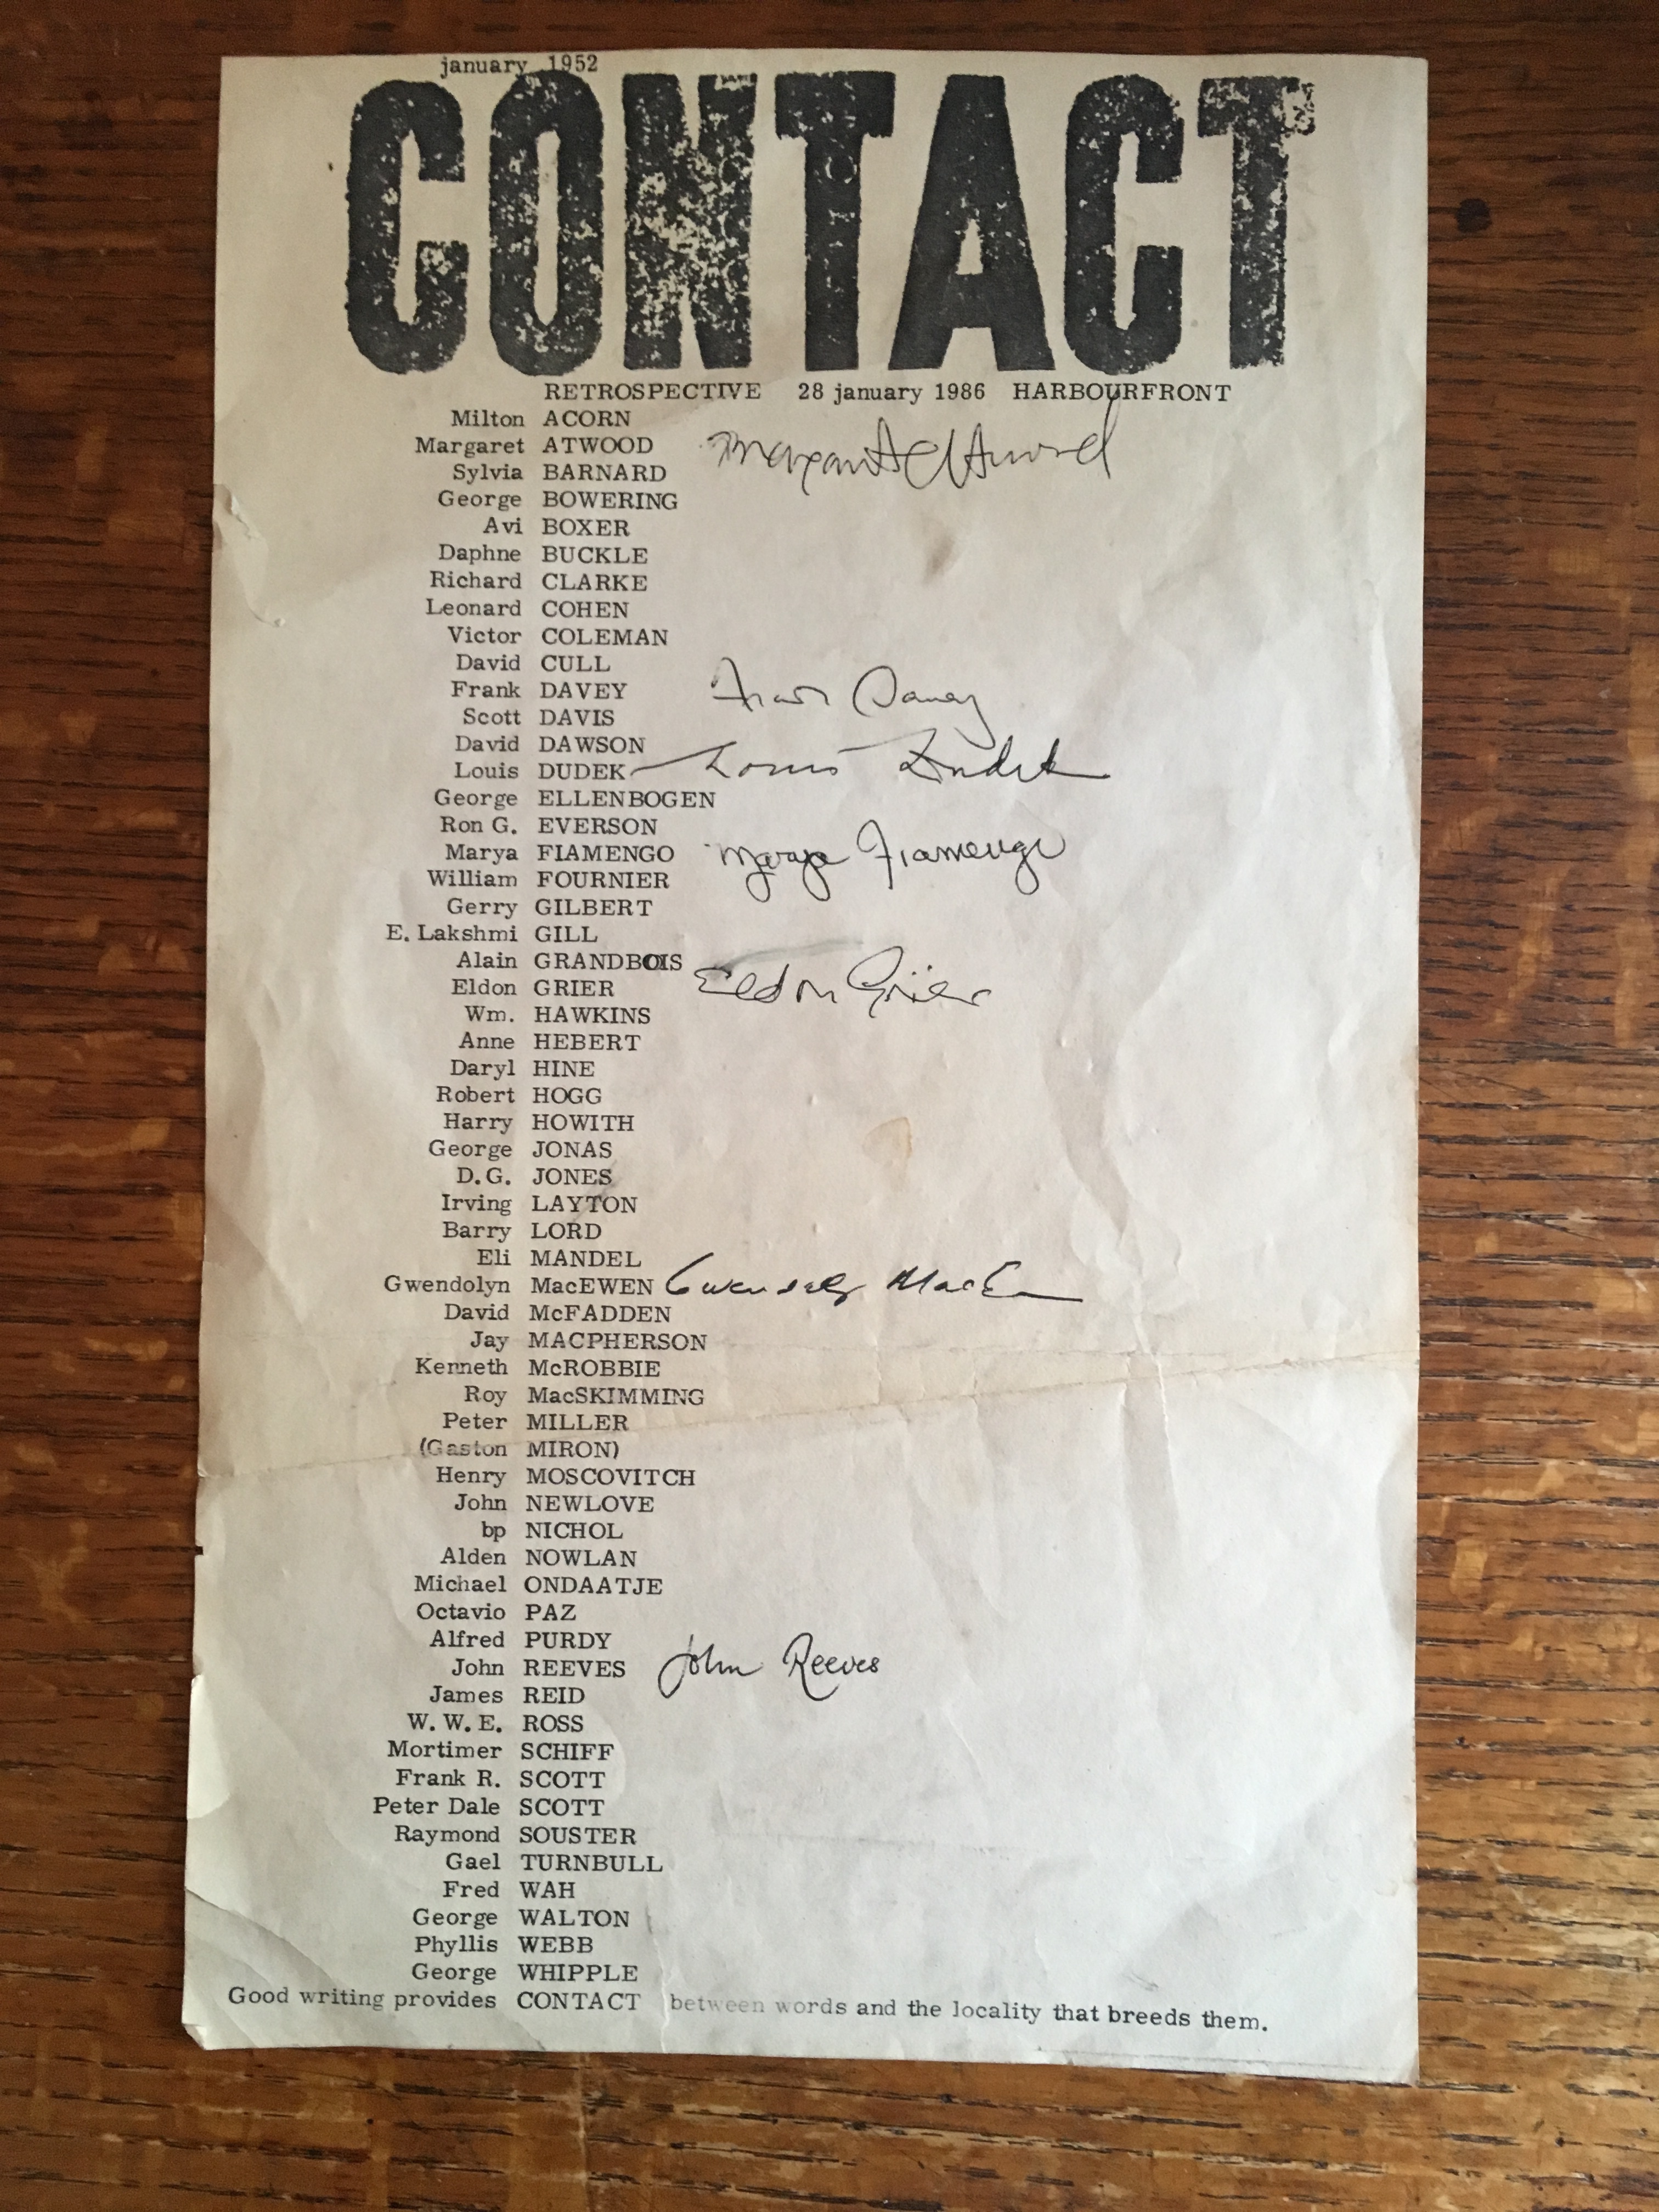 january 1952
CONTACT
RETROSPECTIVE 28 january 1986 HARBOURFRONT
Milton ACORN
Margaret ATWOOD Margaret Atwood
Sylvia BARNARD
George BOWERING
Avi BOXER
Daphne BUCKLE
Richard CLARKE
Leonard COHEN
Victor COLEMAN
David CULL
Frank DAVEY Frank Davey
Scott DAVIS
David DAWSON
Louis DUDEK Louis Dudek
George ELLENBOGEN
Ron G. EVERSON
Marya FIAMENGO Marya Fiamengo
William FOURNIER
Gerry GILBERT
E. Lakshmi GILL
Alain GRANDBOIS
Eldon GRIER Eldon Grier
Wm. HAWKINS
Anne HEBERT
Daryl HINE
Robert HOGG
Harry HOWITH
George JONAS
D.G. JONES
Irving LAYTON
Barry LORD
Eli MANDEL
Gwendolyn MacEWEN Gwendolyn MacEwen
David McFADDEN
Jay MACPHERSON
Kenneth McROBBIE
Roy MacSKIMMING
Peter MILLER
(Gaston MIRON)
Henry MOSCOVITCH
John NEWLOVE
bp NICHOL
Alden NOWLAN
Michael ONDAATJE
Octavio PAZ
Alfred PURDY
John REEVES John Reeves
James REID
W. W. E. ROSS
Mortimer SCHIFF
Frank R. SCOTT
Peter Dale SCOTT
Raymond SOUSTER
Gael TURNBULL
Fred WAH
George WALTON
Phyllis WEBB
George WHIPPLE
Good writing provides CONTACT between words and the locality that breeds them.